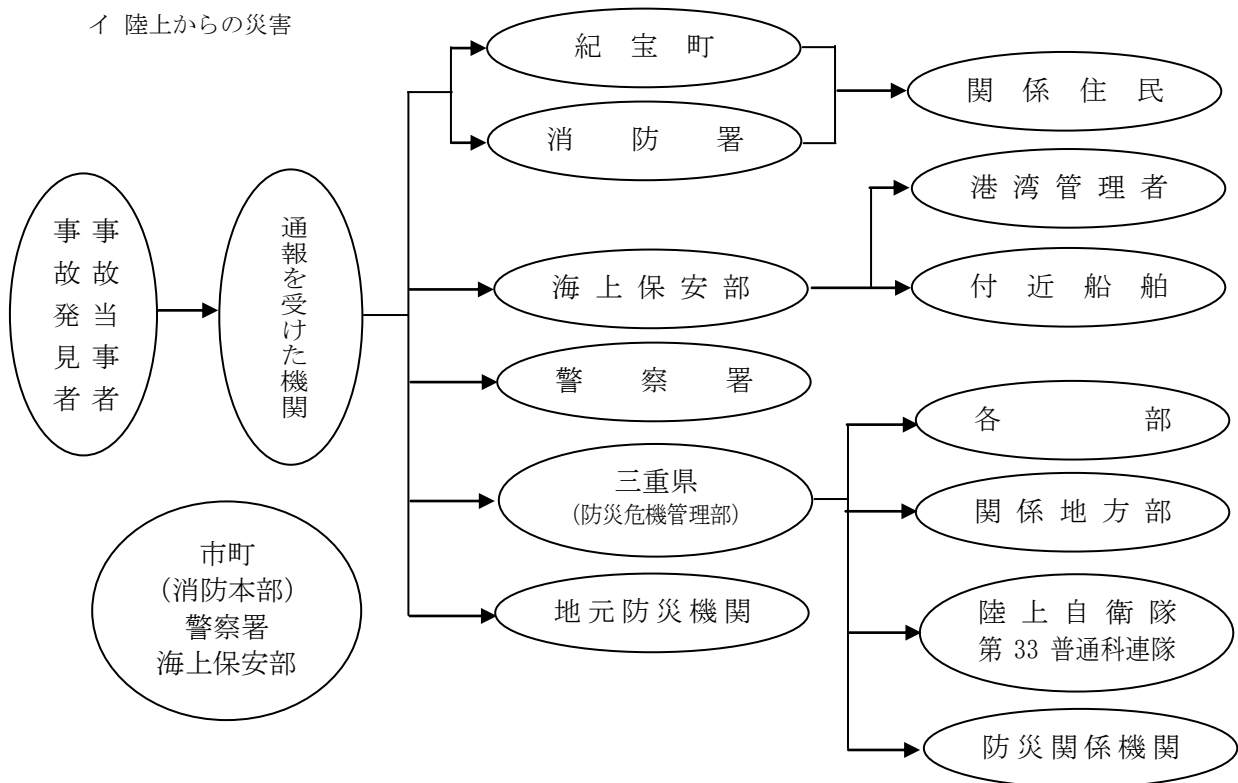 イ 陸上からの災害
紀宝町
消防署
関係住民
港湾管理者
付近船舶
事故発見者
事故当事者
通報を受けた機関
海上保安部
警察署
三重県
(防災危機管理部)
地元防災機関
各部
関係地方部
陸上自衛隊
第 33 普通科連隊
防災関係機関
市町
(消防本部)
警察署
海上保安部